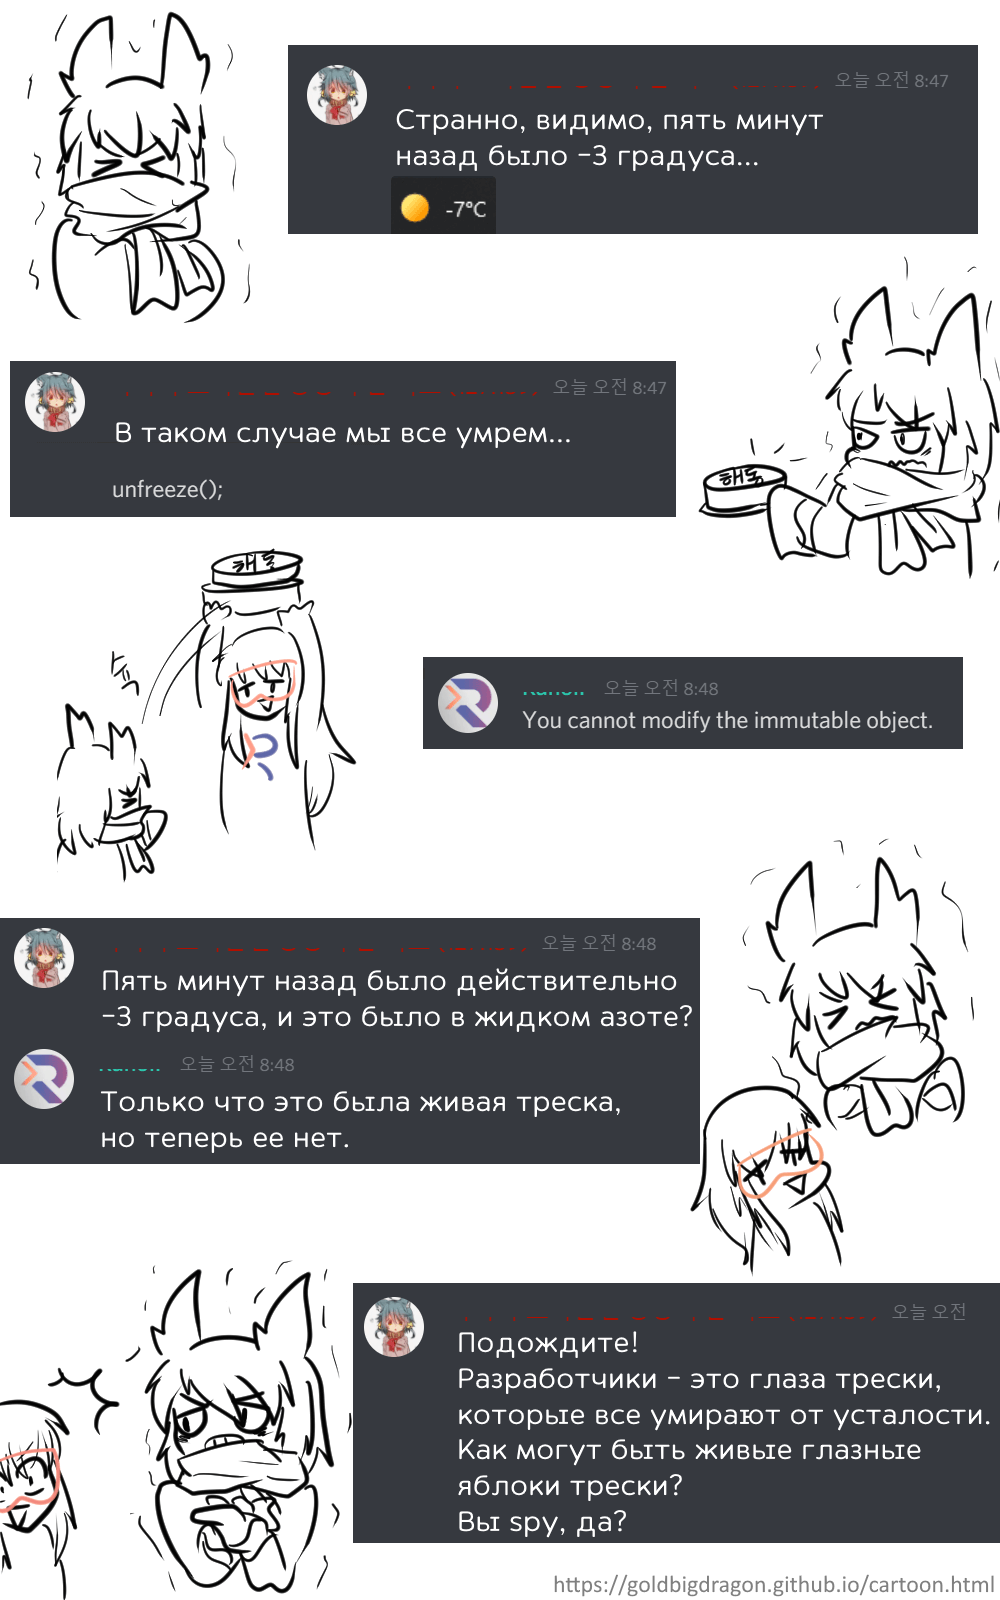 오늘 오전 8:47
Странно, видимо, пять минут
назад было -3 градуса...
-7°C
오늘 오전 8:47
В таком случае мы все умрем...
unfreeze();
해동
해동
오늘 오전 8:48
You cannot modify the immutable object.
오늘 오전 8:48
Пять минут назад было действительно
-3 градуса, и это было в жидком азоте?
오늘 오전 8:48
Только что это была живая треска,
но теперь ее нет.
오늘 오전
Подождите!
Разработчики - это глаза трески,
которые все умирают от усталости.
Как могут быть живые глазные
яблоки трески?
Вы spy, да?
https://goldbigdragon.github.io/cartoon.html